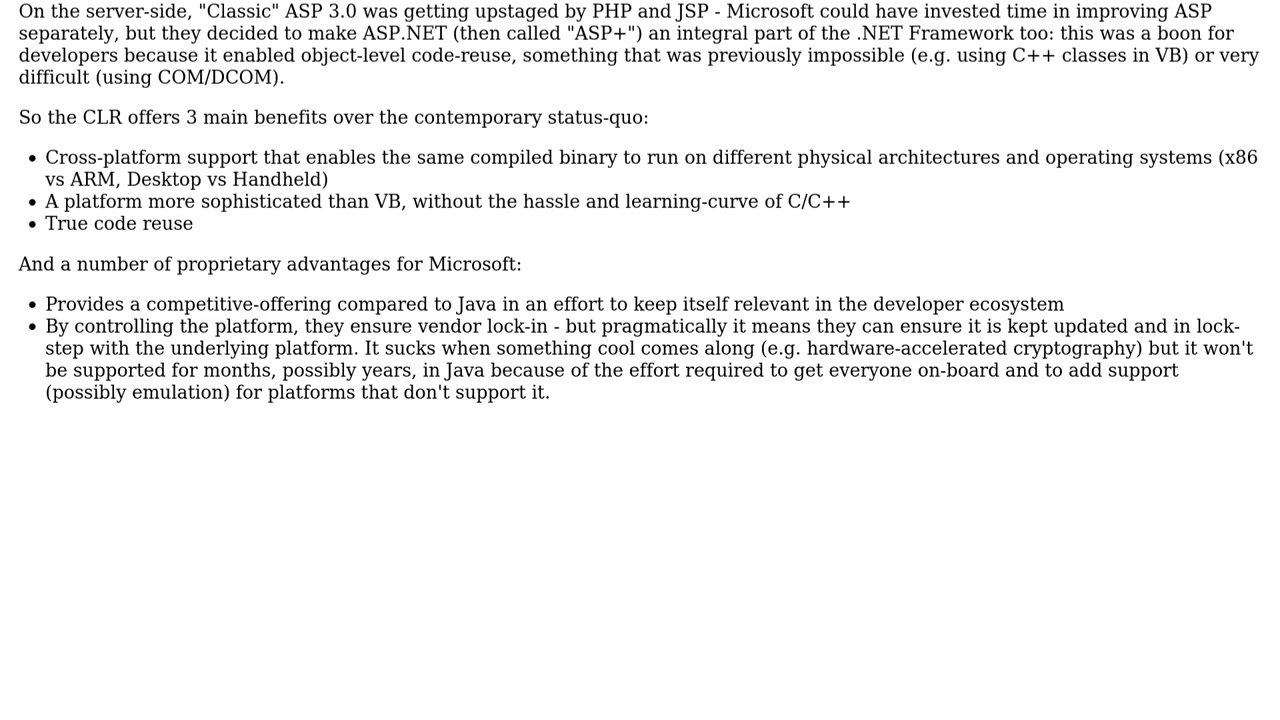 On the server-side, "Classic" ASP 3.0 was getting upstaged by PHP and JSP - Microsoft could have invested time in improving ASP
separately, but they decided to make ASP.NET (then called "ASP+") an integral part of the .NET Framework too: this was a boon for
developers because it enabled object-level code-reuse, something that was previously impossible (e.g. using C++ classes in VB) or very
difficult (using COM/DCOM).
So the CLR offers 3 main benefits over the contemporary status-quo:
• Cross-platform support that enables the same compiled binary to run on different physical architectures and operating systems (x86
vs ARM, Desktop vs Handheld)
• A platform more sophisticated than VB, without the hassle and learning-curve of C/C++
• True code reuse
And a number of proprietary advantages for Microsoft:
• Provides a competitive-offering compared to Java in an effort to keep itself relevant in the developer ecosystem
• By controlling the platform, they ensure vendor lock-in - but pragmatically it means they can ensure it is kept updated and in lock-
step with the underlying platform. It sucks when something cool comes along (e.g. hardware-accelerated cryptography) but it won't
be supported for months, possibly years, in Java because of the effort required to get everyone on-board and to add support
(possibly emulation) for platforms that don't support it.